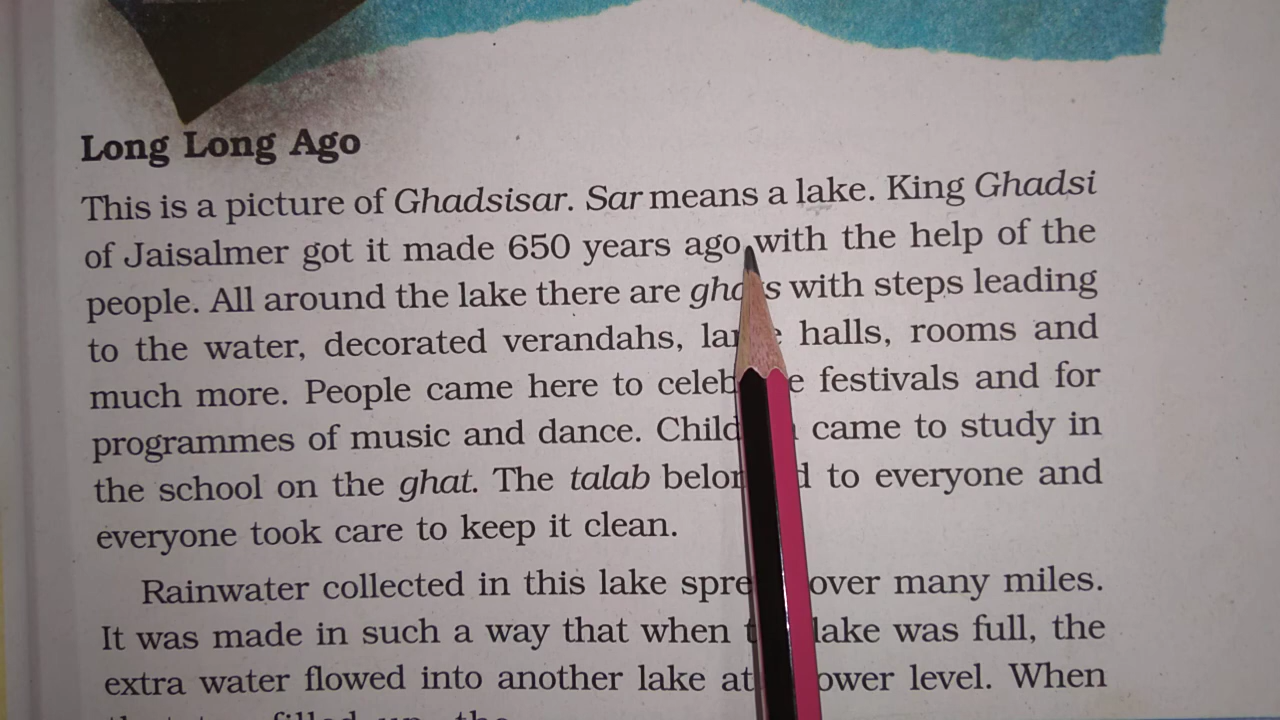 Long Long Ago
This is a picture of Ghadsisar. Sar means a lake. King Ghadsi
of Jaisalmer got it made 650 years ago with the help of the
people. All around the lake there are ghats with steps leading
to the water, decorated verandahs, large halls, rooms and
much more. People came here to celebrate festivals and for
programmes of music and dance. Children came to study in
the school on the ghat. The talab belonged to everyone and
everyone took care to keep it clean.
Rainwater collected in this lake spread over many miles.
It was made in such a way that when the lake was full, the
extra water flowed into another lake at lower level. When
filled up, the